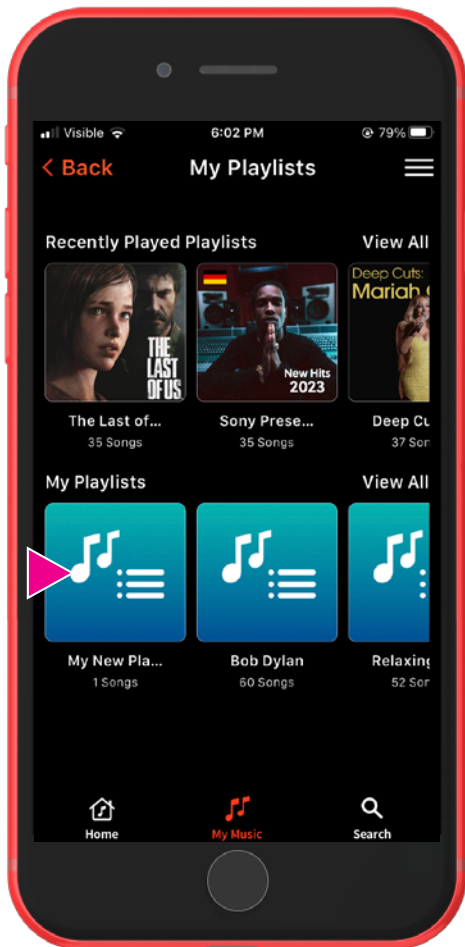 Visible 6:02 PM 79%
< Back My Playlists
Recently Played Playlists View All
THE
LAST
OF US
New Hits
2023
Deep Cuts:
Mariah
The Last of... Sony Prese... Deep Cu
35 Songs 35 Songs 37 Son
My Playlists View All
My New Pla... Bob Dylan Relaxing
1 Songs 60 Songs 52 Son
Home My Music Search